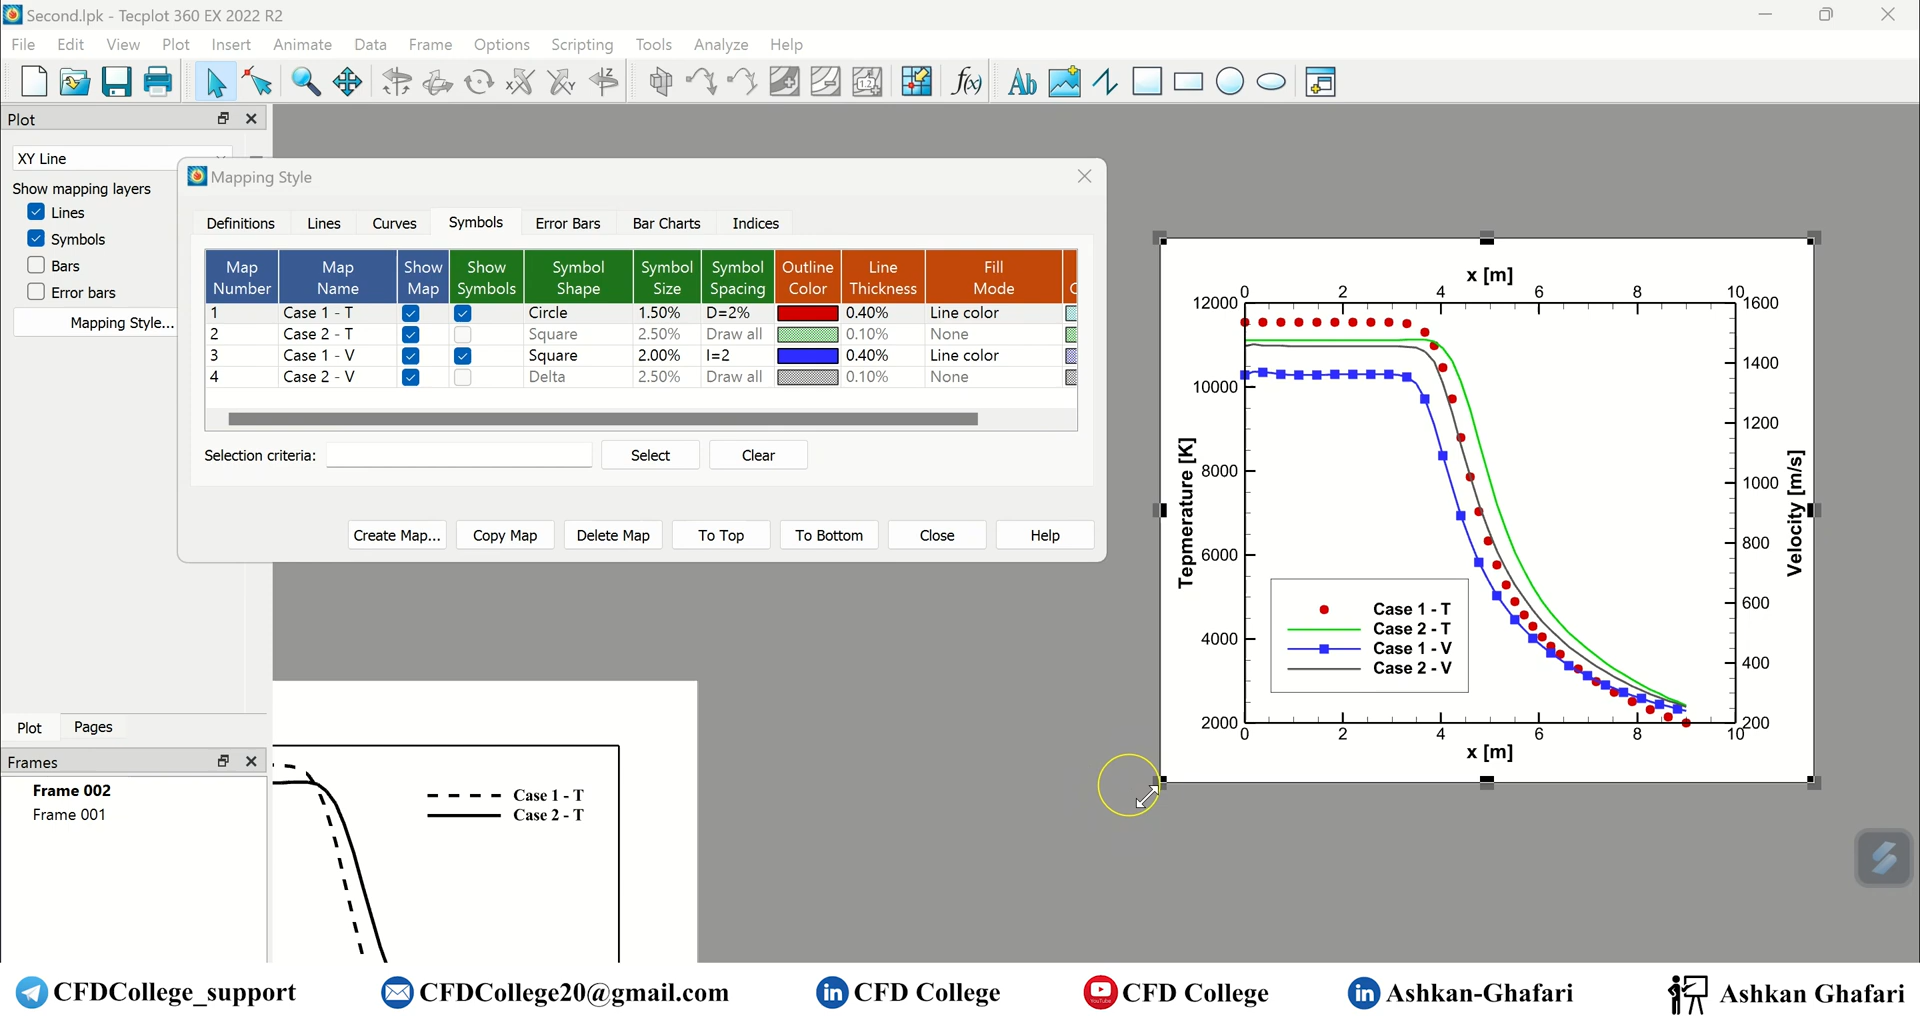 Second.lpk - Tecplot 360 EX 2022 R2
File Edit View Plot Insert Animate Data Frame Options Scripting Tools Analyze Help
Plot
XY Line
Show mapping layers
Lines
Symbols
Bars
Error bars
Mapping Style...
Mapping Style
Definitions Lines Curves Symbols Error Bars Bar Charts Indices
Map Number Map Name Show Map Show Symbols Symbol Shape Symbol Size Symbol Spacing Outline Color Line Thickness Fill Mode
1 Case 1 - T Circle 1.50% D=2% 0.40% Line color
2 Case 2 - T Square 2.50% Draw all 0.10% None
3 Case 1 - V Square 2.00% I=2 0.40% Line color
4 Case 2 - V Delta 2.50% Draw all 0.10% None
Selection criteria: Select Clear
Create Map... Copy Map Delete Map To Top To Bottom Close Help
x [m]
0 2 4 6 8 10
12000
10000
8000
6000
4000
2000
Tepmerature [K]
1600
1400
1200
1000
800
600
400
200
Velocity [m/s]
Case 1 - T
Case 2 - T
Case 1 - V
Case 2 - V
0 2 4 6 8 10
x [m]
Plot Pages
Frames
Frame 002
Frame 001
Case 1 - T
Case 2 - T
CFDCollege_support CFDCollege20@gmail.com CFD College CFD College Ashkan-Ghafari Ashkan Ghafari